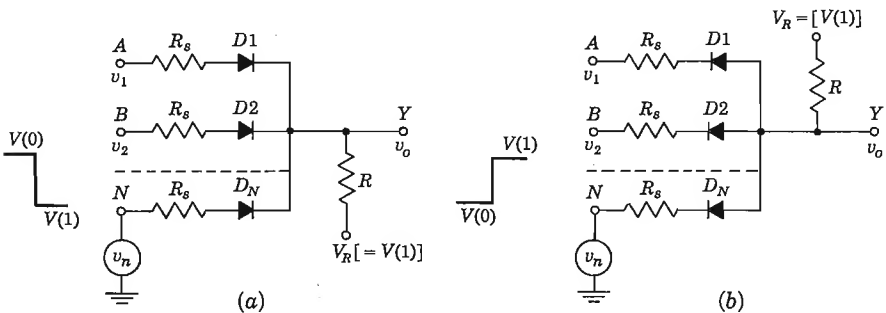 A
R_s
D1
v_1
B
R_s
D2
Y
v_2
v_o
V(0)
V(1)
N
R_s
D_N
R
v_n
V_R[= V(1)]
(a)
V_R = [V(1)]
A
R_s
D1
v_1
R
B
R_s
D2
Y
v_2
v_o
V(1)
V(0)
N
R_s
D_N
v_n
(b)